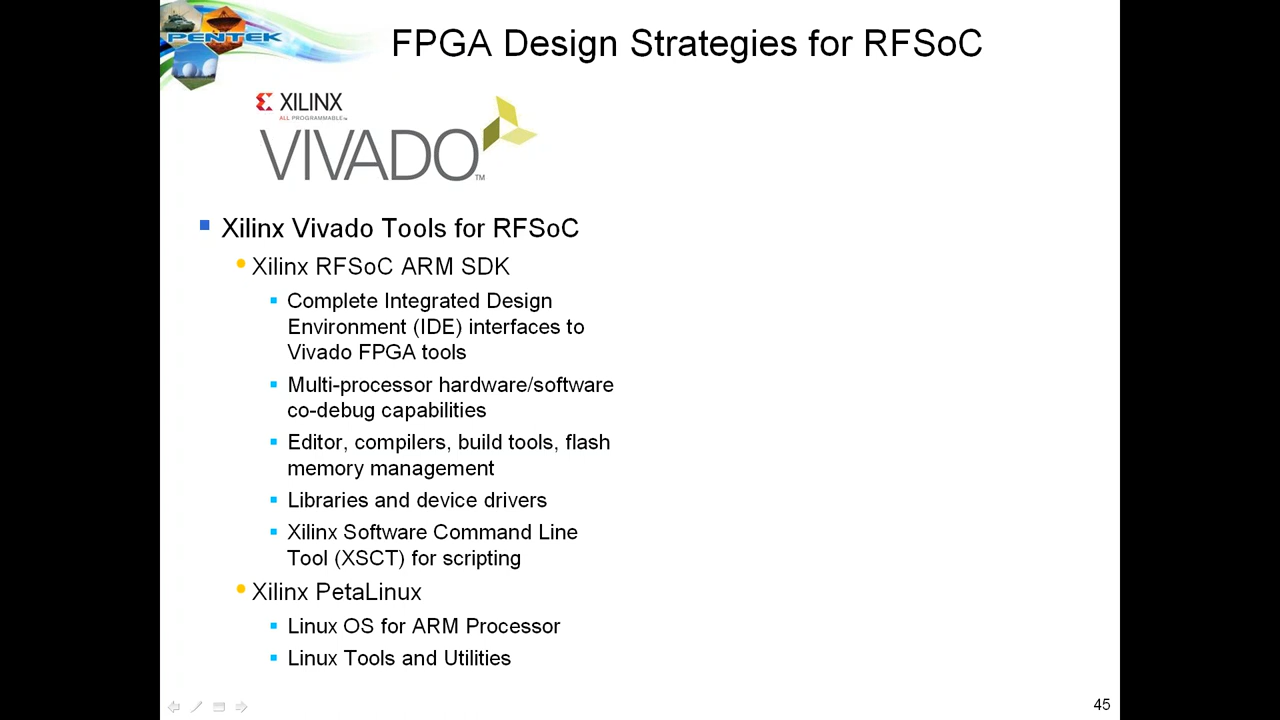 PENTEK
FPGA Design Strategies for RFSoC
XILINX
ALL PROGRAMMABLE™
VIVADO™
Xilinx Vivado Tools for RFSoC
Xilinx RFSoC ARM SDK
Complete Integrated Design
Environment (IDE) interfaces to
Vivado FPGA tools
Multi-processor hardware/software
co-debug capabilities
Editor, compilers, build tools, flash
memory management
Libraries and device drivers
Xilinx Software Command Line
Tool (XSCT) for scripting
Xilinx PetaLinux
Linux OS for ARM Processor
Linux Tools and Utilities
45